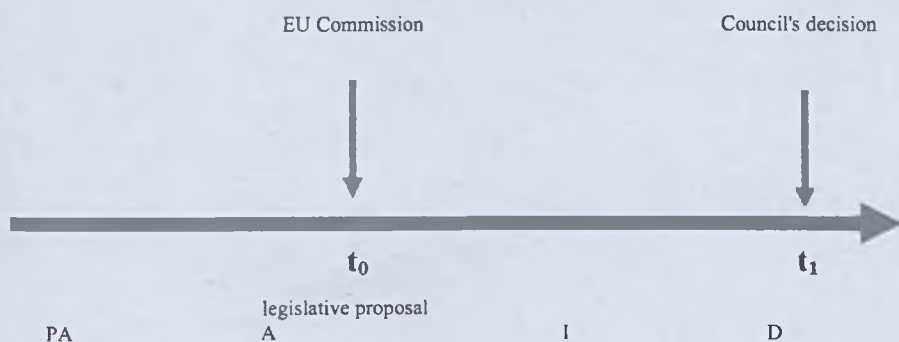 EU Commission Council's decision
t₀ t₁
legislative proposal
PA A I D